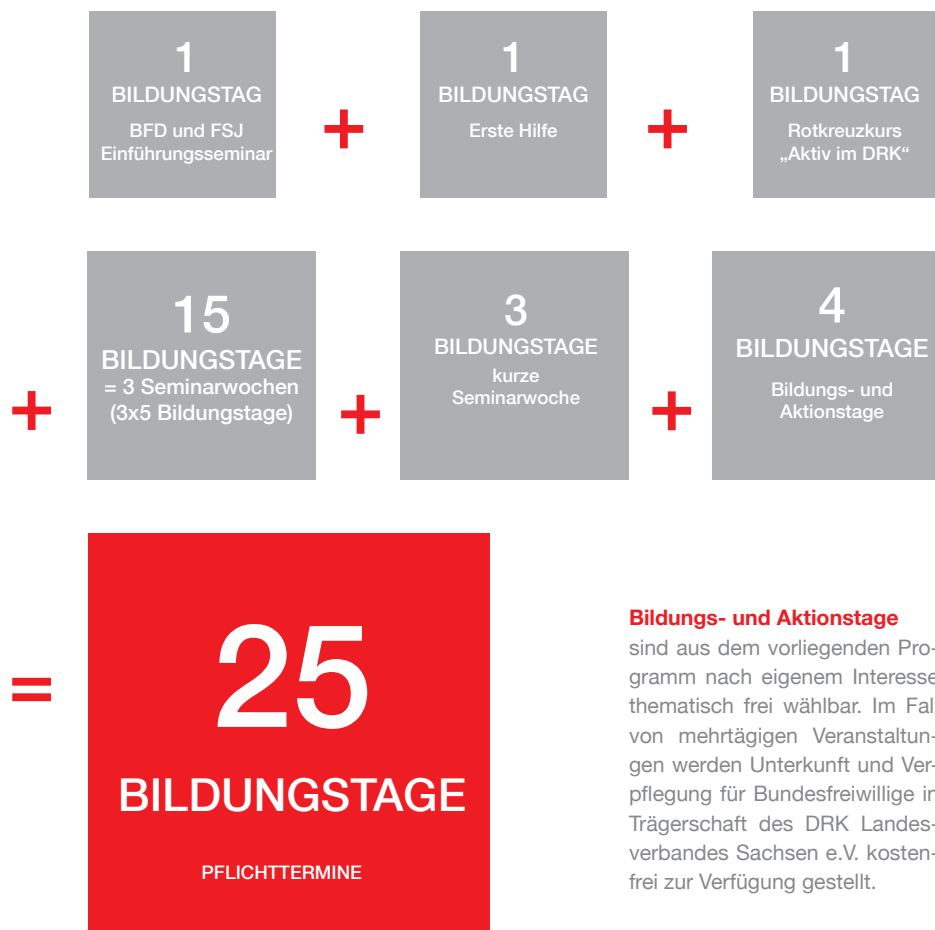 1
BILDUNGSTAG
BFD und FSJ
Einführungsseminar
+
1
BILDUNGSTAG
Erste Hilfe
+
1
BILDUNGSTAG
Rotkreuzkurs
„Aktiv im DRK“
+
15
BILDUNGSTAGE
= 3 Seminarwochen
(3x5 Bildungstage)
+
3
BILDUNGSTAGE
kurze
Seminarwoche
+
4
BILDUNGSTAGE
Bildungs- und
Aktionstage
=
25
BILDUNGSTAGE
PFLICHTTERMINE
Bildungs- und Aktionstage
sind aus dem vorliegenden Pro-
gramm nach eigenem Interesse
thematisch frei wählbar. Im Fal
von mehrtägigen Veranstaltun-
gen werden Unterkunft und Ver-
pflegung für Bundesfreiwillige in
Trägerschaft des DRK Landes-
verbandes Sachsen e.V. kosten-
frei zur Verfügung gestellt.